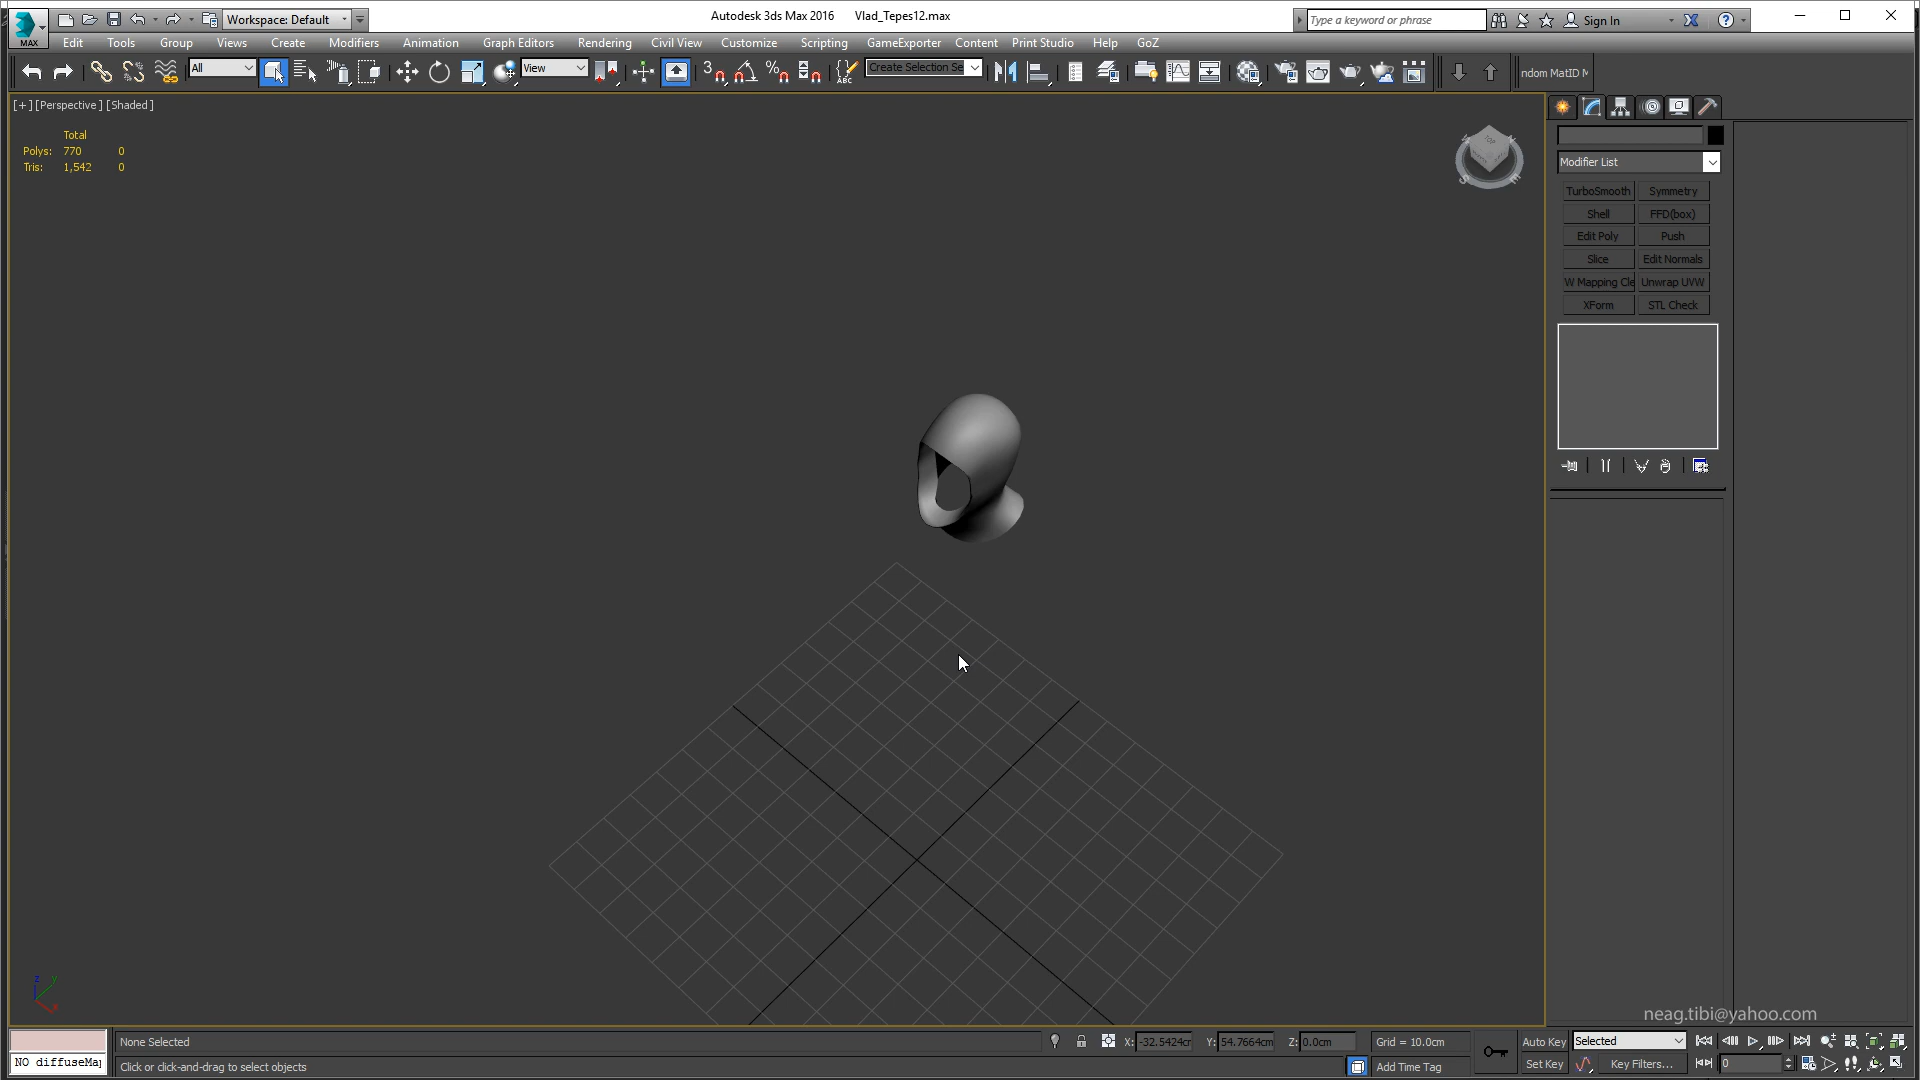 Workspace: Default
Autodesk 3ds Max 2016 Vlad_Tepes12.max
Type a keyword or phrase
Sign In
MAX
Edit Tools Group Views Create Modifiers Animation Graph Editors Rendering Civil View Customize Scripting GameExporter Content Print Studio Help GoZ
All
View
3
%
ABC
Create Selection Se
ndom MatID M
[+] [Perspective] [Shaded]
Total
Polys: 770 0
Tris: 1,542 0
TOP
S
E
Modifier List
TurboSmooth Symmetry
Shell FFD(box)
Edit Poly Push
Slice Edit Normals
W Mapping Cle Unwrap UVW
XForm STL Check
z
y
x
neag.tibi@yahoo.com
None Selected
X: -32.5424cr Y: 54.7664cm Z: 0.0cm
Grid = 10.0cm
Auto Key
Selected
NO diffuseMa
Click or click-and-drag to select objects
Add Time Tag
Set Key
Key Filters...
0